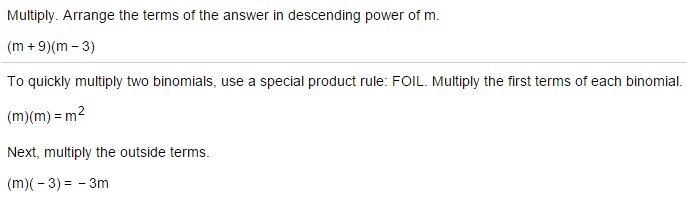 Multiply. Arrange the terms of the answer in descending power of m.
(m + 9)(m − 3)
To quickly multiply two binomials, use a special product rule: FOIL. Multiply the first terms of each binomial.
(m)(m) = m²
Next, multiply the outside terms.
(m)( − 3) = − 3m